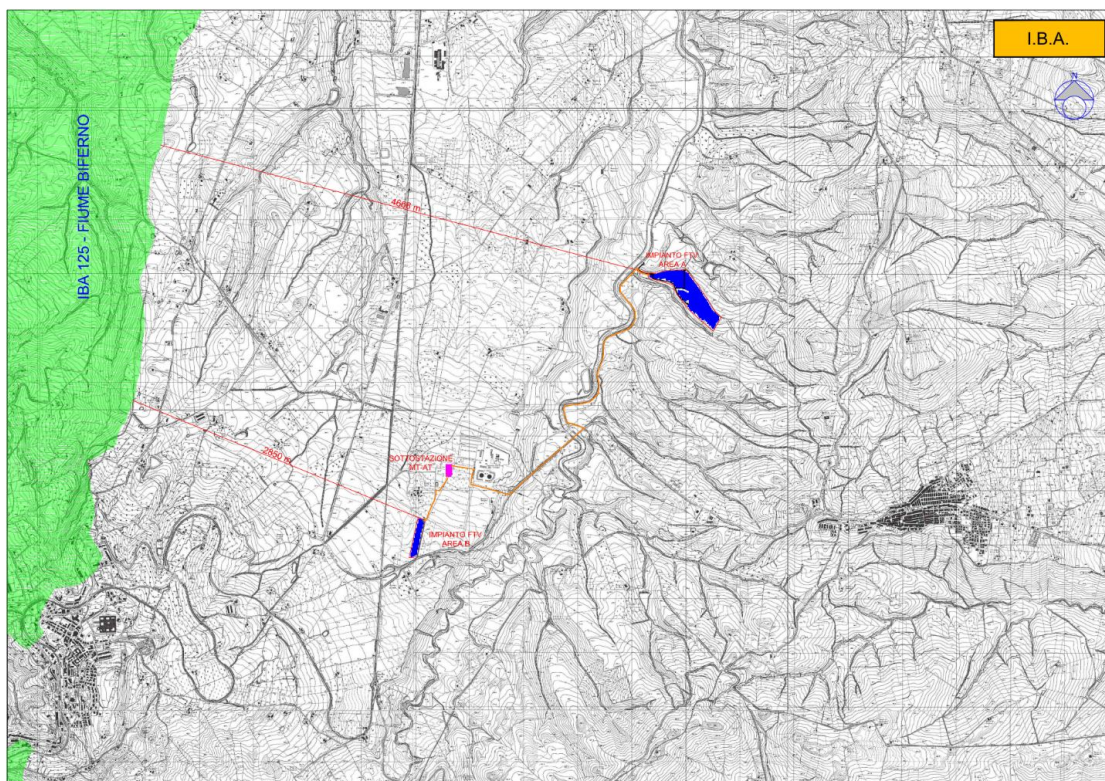 I.B.A.
N
IBA 125 - FIUME BIFERNO
4668 m
IMPIANTO FTV
AREA A
2850 m
SOTTOSTAZIONE
MT-AT
IMPIANTO FTV
AREA B